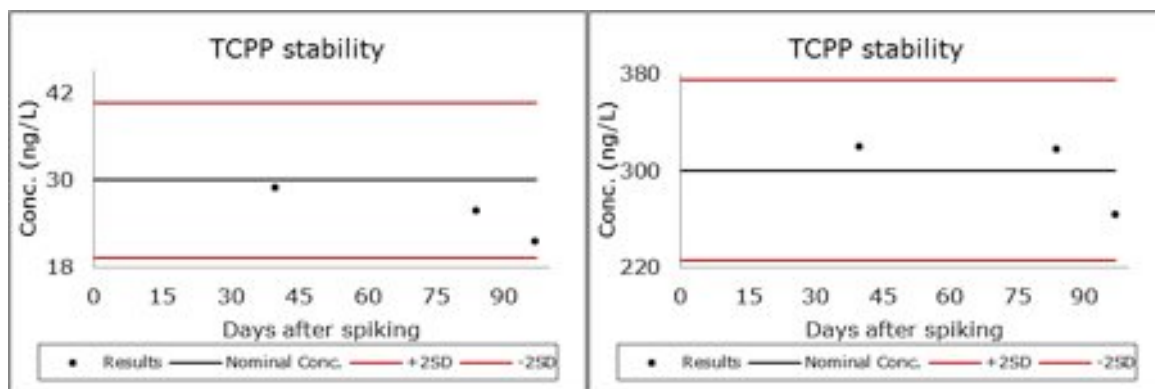 TCPP stability
42
30
18
Conc. (ng/L)
0 15 30 45 60 75 90
Days after spiking
Results Nominal Conc. +2SD -2SD
TCPP stability
380
300
220
Conc. (ng/L)
0 15 30 45 60 75 90
Days after spiking
Results Nominal Conc. +2SD -2SD